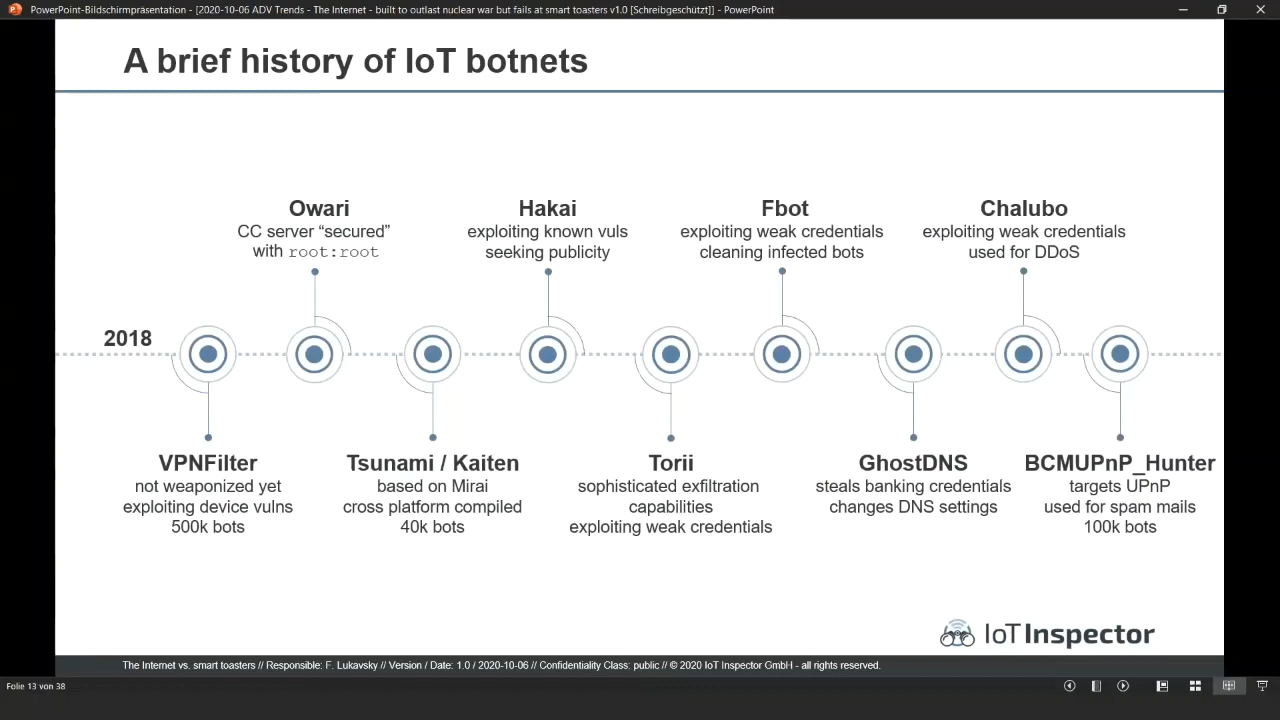 PowerPoint-Bildschirmpräsentation - [2020-10-06 ADV Trends - The Internet - built to outlast nuclear war but fails at smart toasters v1.0 [Schreibgeschützt]] - PowerPoint
A brief history of IoT botnets
Owari
CC server “secured”
with root:root
Hakai
exploiting known vuls
seeking publicity
Fbot
exploiting weak credentials
cleaning infected bots
Chalubo
exploiting weak credentials
used for DDoS
2018
VPNFilter
not weaponized yet
exploiting device vulns
500k bots
Tsunami / Kaiten
based on Mirai
cross platform compiled
40k bots
Torii
sophisticated exfiltration
capabilities
exploiting weak credentials
GhostDNS
steals banking credentials
changes DNS settings
BCMUPnP_Hunter
targets UPnP
used for spam mails
100k bots
IoT Inspector
The Internet vs. smart toasters // Responsible: F. Lukavsky // Version / Date: 1.0 / 2020-10-06 // Confidentiality Class: public // © 2020 IoT Inspector GmbH - all rights reserved.
Folie 13 von 38